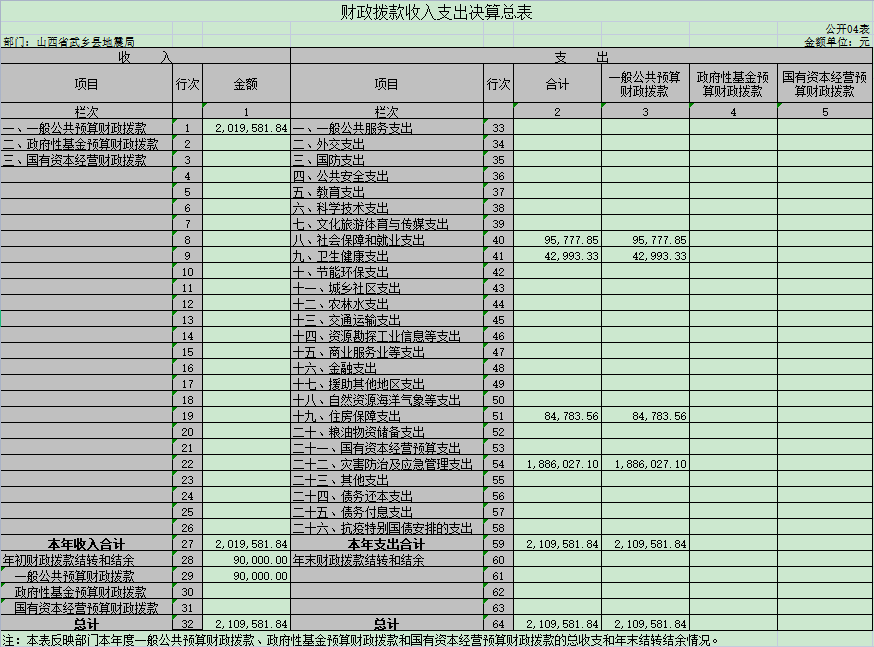 财政拨款收入支出决算总表
公开04表
部门：山西省武乡县地震局 金额单位：元
收 入 支 出
项目 行次 金额 项目 行次 合计 一般公共预算财政拨款 政府性基金预算财政拨款 国有资本经营预算财政拨款
栏次 1 栏次 2 3 4 5
一、一般公共预算财政拨款 1 2,019,581.84 一、一般公共服务支出 33
二、政府性基金预算财政拨款 2 二、外交支出 34
三、国有资本经营财政拨款 3 三、国防支出 35
4 四、公共安全支出 36
5 五、教育支出 37
6 六、科学技术支出 38
7 七、文化旅游体育与传媒支出 39
8 八、社会保障和就业支出 40 95,777.85 95,777.85
9 九、卫生健康支出 41 42,993.33 42,993.33
10 十、节能环保支出 42
11 十一、城乡社区支出 43
12 十二、农林水支出 44
13 十三、交通运输支出 45
14 十四、资源勘探工业信息等支出 46
15 十五、商业服务业等支出 47
16 十六、金融支出 48
17 十七、援助其他地区支出 49
18 十八、自然资源海洋气象等支出 50
19 十九、住房保障支出 51 84,783.56 84,783.56
20 二十、粮油物资储备支出 52
21 二十一、国有资本经营预算支出 53
22 二十二、灾害防治及应急管理支出 54 1,886,027.10 1,886,027.10
23 二十三、其他支出 55
24 二十四、债务还本支出 56
25 二十五、债务付息支出 57
26 二十六、抗疫特别国债安排的支出 58
本年收入合计 27 2,019,581.84 本年支出合计 59 2,109,581.84 2,109,581.84
年初财政拨款结转和结余 28 90,000.00 年末财政拨款结转和结余 60
一般公共预算财政拨款 29 90,000.00 61
政府性基金预算财政拨款 30 62
国有资本经营预算财政拨款 31 63
总计 32 2,109,581.84 总计 64 2,109,581.84 2,109,581.84
注：本表反映部门本年度一般公共预算财政拨款、政府性基金预算财政拨款和国有资本经营预算财政拨款的总收支和年末结转结余情况。